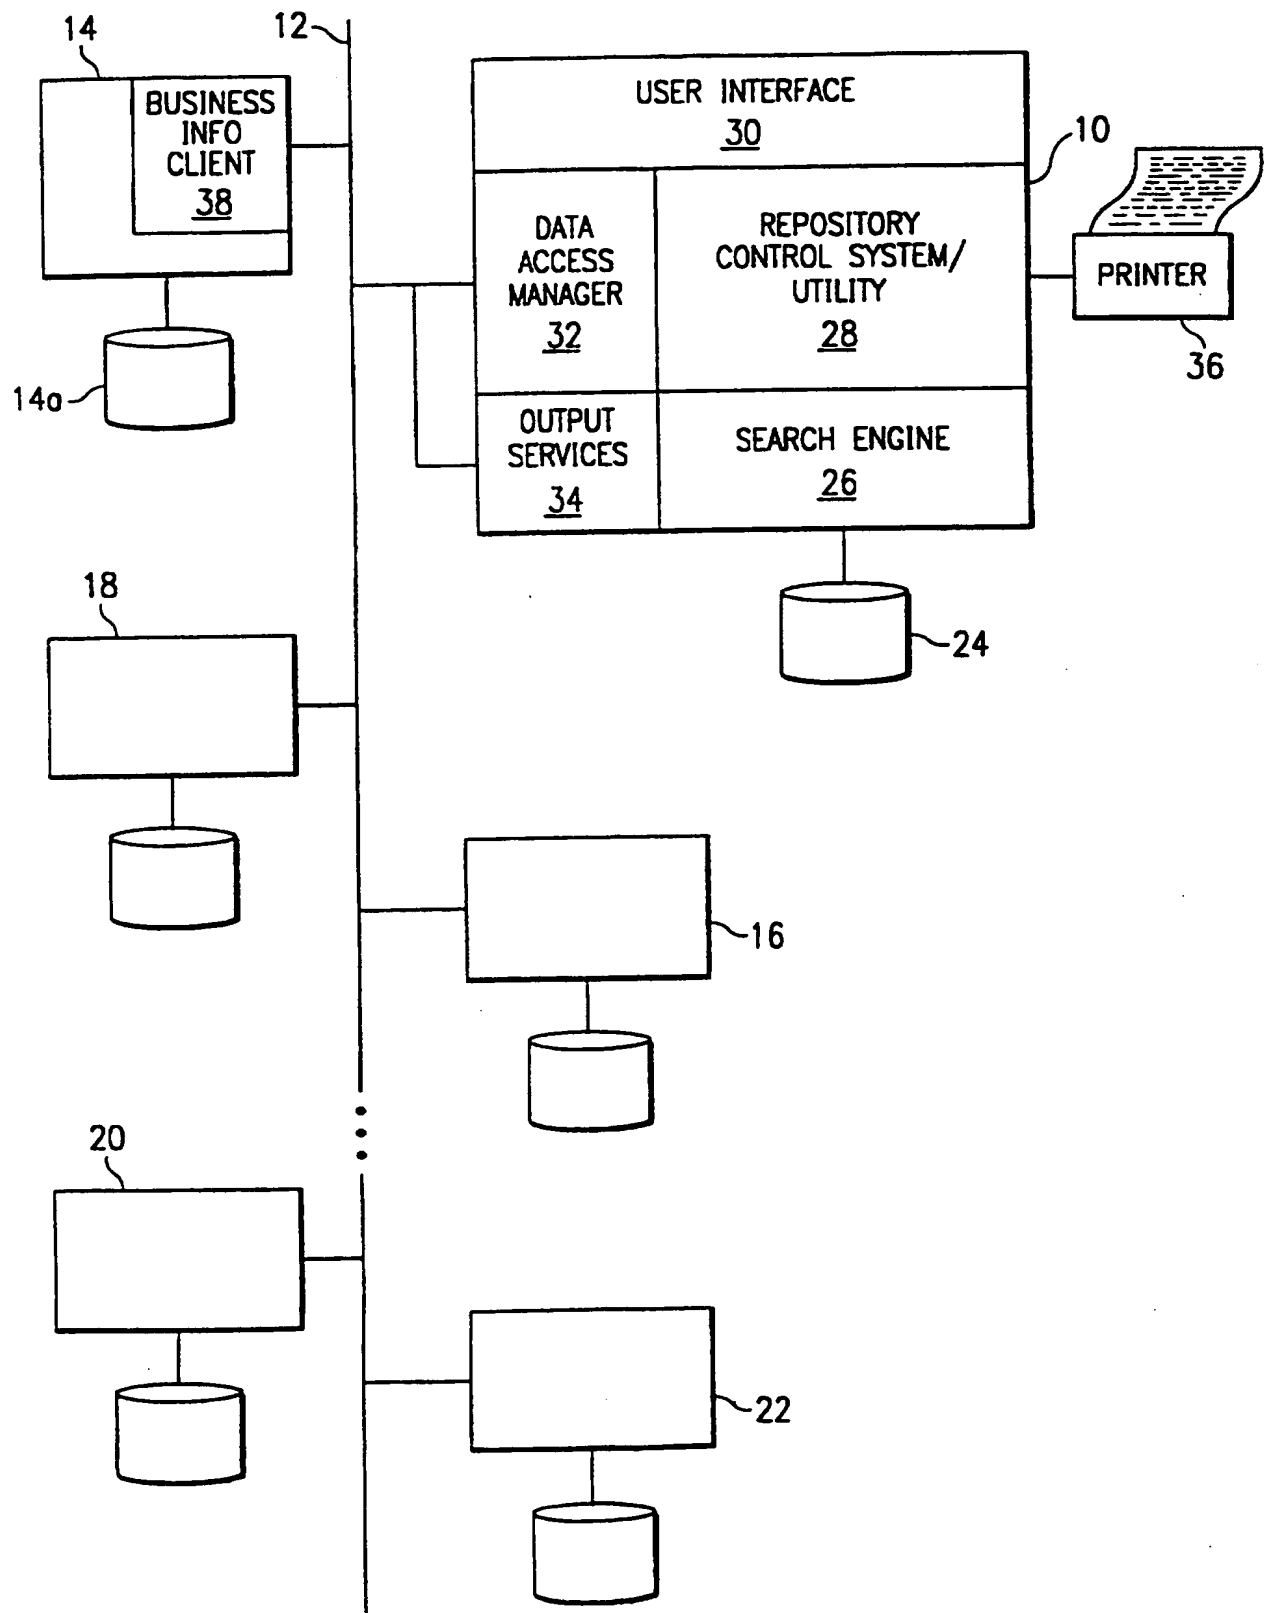 14
12
BUSINESS
INFO
CLIENT
38
14a
USER INTERFACE
30
10
DATA
ACCESS
MANAGER
32
REPOSITORY
CONTROL SYSTEM/
UTILITY
28
PRINTER
36
OUTPUT
SERVICES
34
SEARCH ENGINE
26
24
18
16
20
22